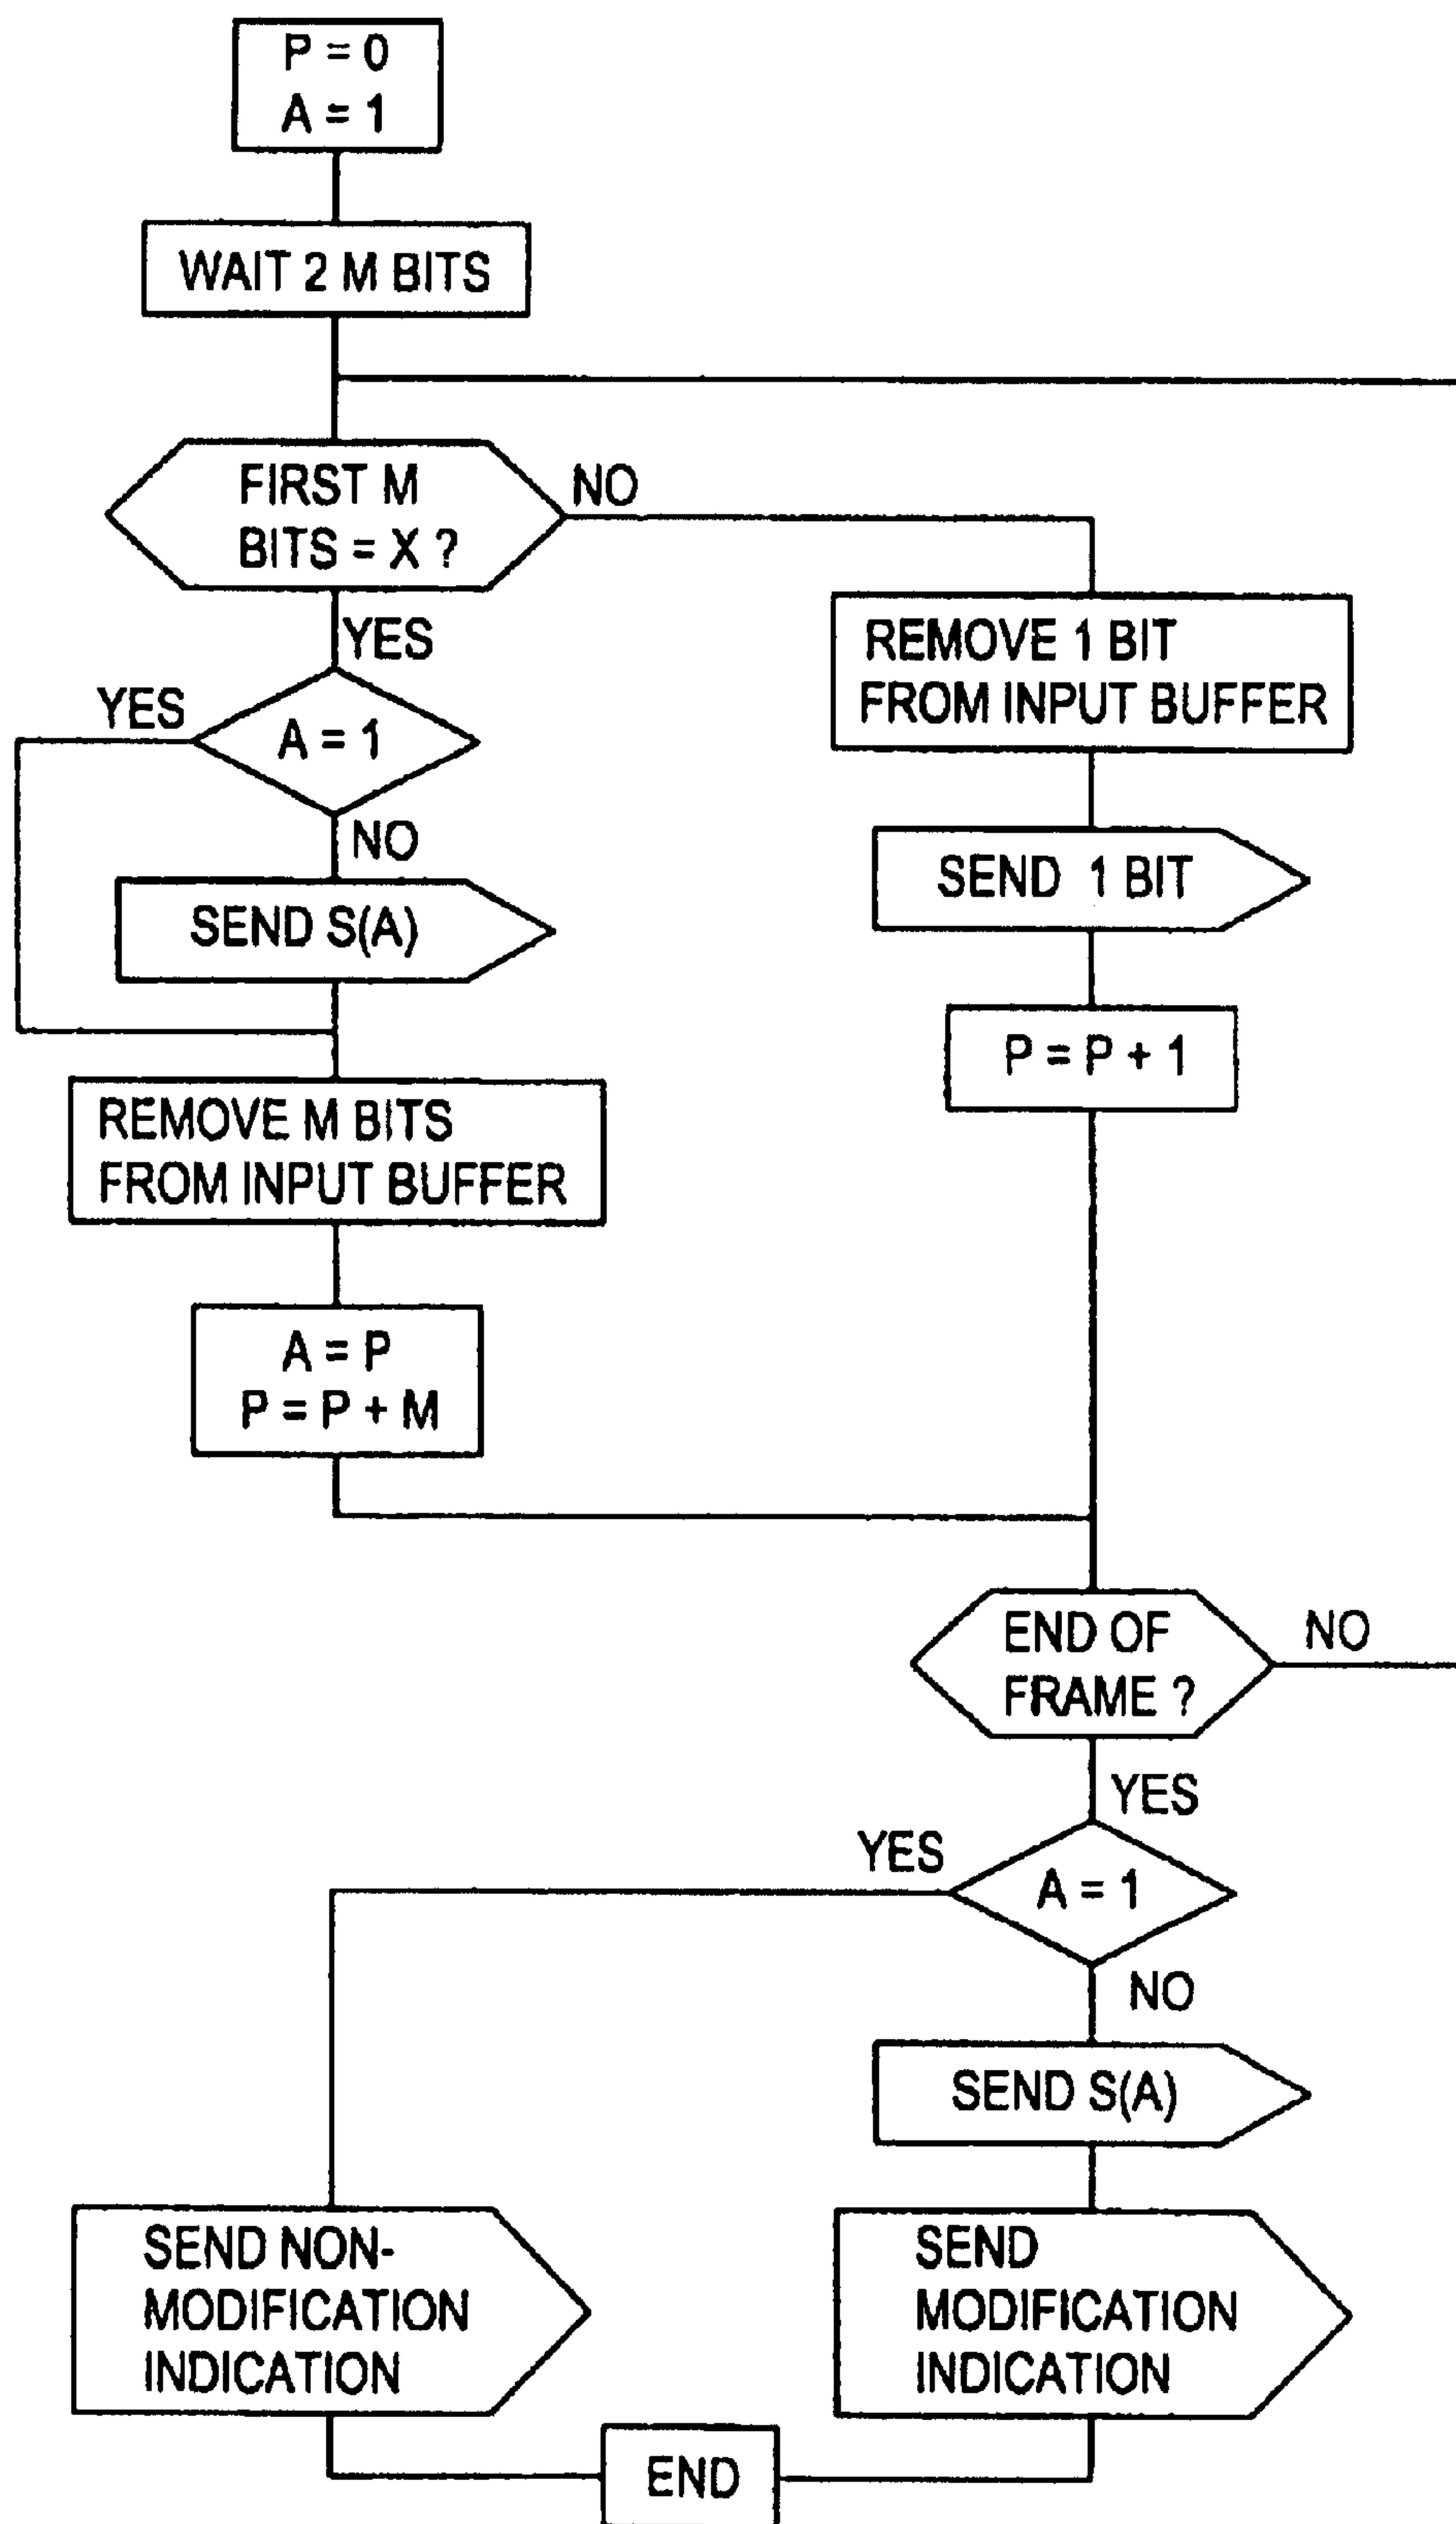 P = 0
A = 1
WAIT 2 M BITS
FIRST M
BITS = X ?
NO
YES
REMOVE 1 BIT
FROM INPUT BUFFER
YES
A = 1
NO
SEND 1 BIT
SEND S(A)
P = P + 1
REMOVE M BITS
FROM INPUT BUFFER
A = P
P = P + M
END OF
FRAME ?
NO
YES
YES
A = 1
NO
SEND S(A)
SEND NON-
MODIFICATION
INDICATION
SEND
MODIFICATION
INDICATION
END